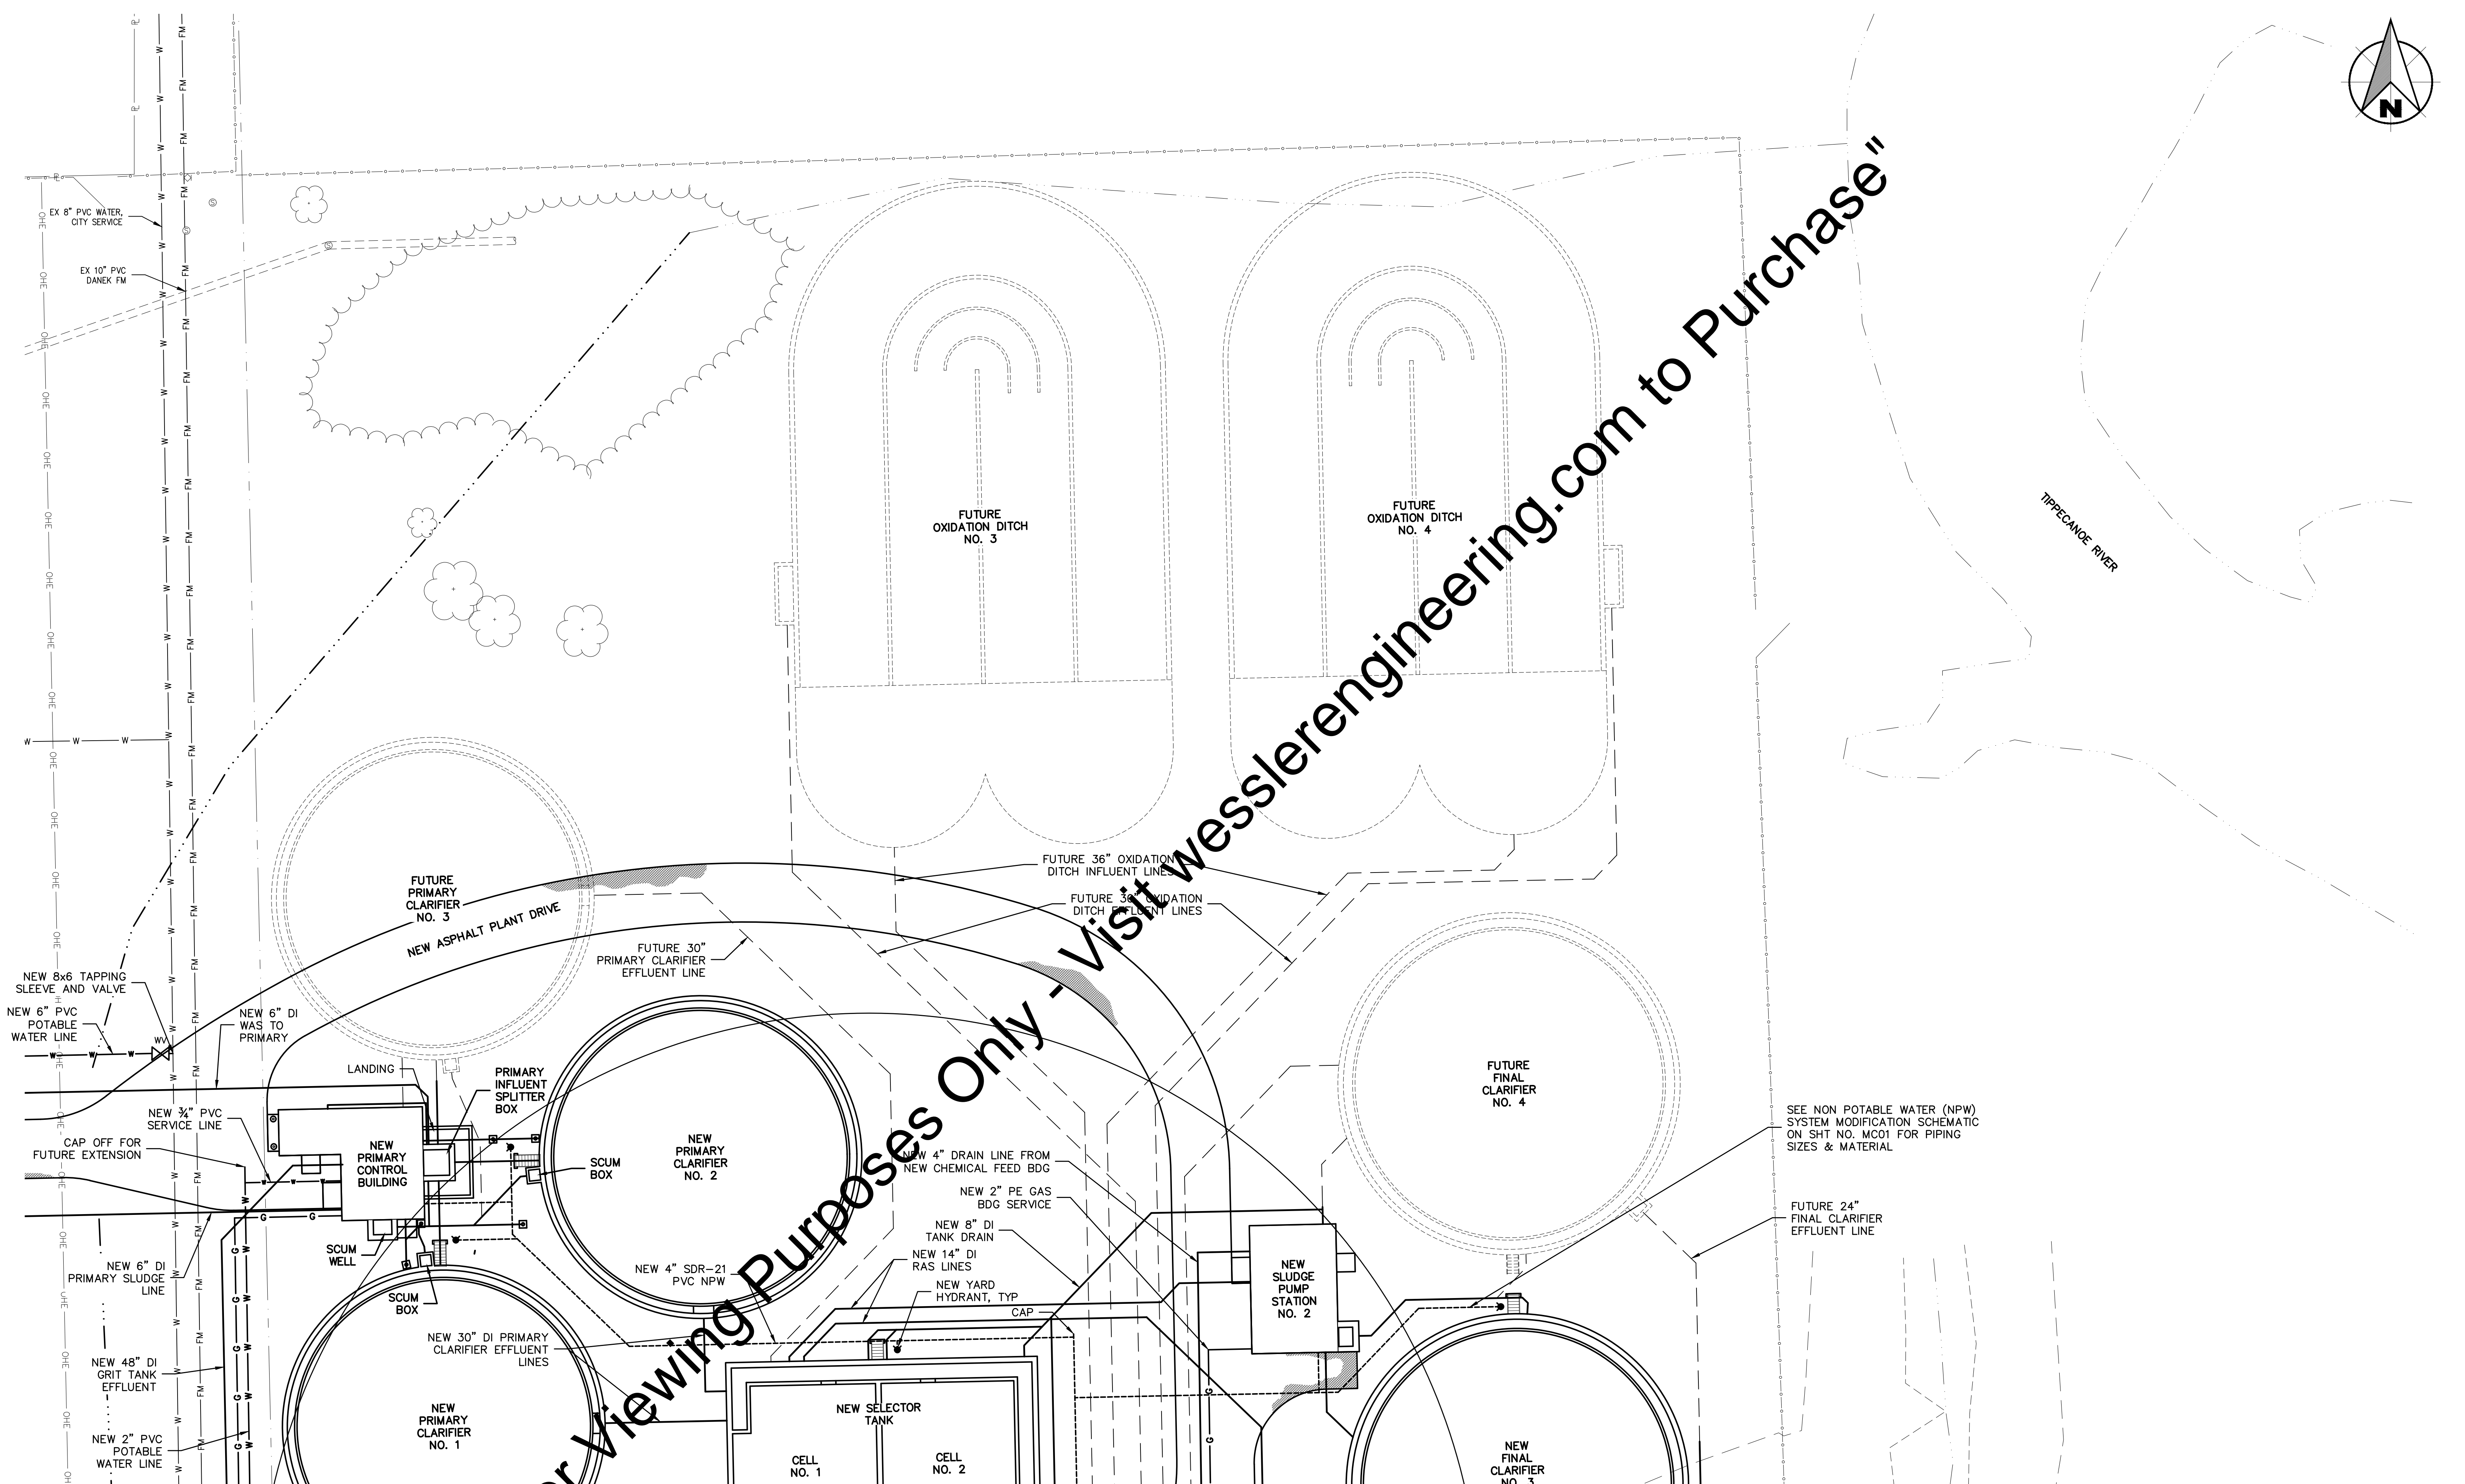 N
EX 8" PVC WATER,
CITY SERVICE
EX 10" PVC
DANEK FM
TIPPECANOE RIVER
FUTURE
OXIDATION DITCH
NO. 3
FUTURE
OXIDATION DITCH
NO. 4
FUTURE
PRIMARY
CLARIFIER
NO. 3
NEW ASPHALT PLANT DRIVE
FUTURE 36" OXIDATION
DITCH INFLUENT LINES
DITCH EFFLUENT LINES
FUTURE 30"
PRIMARY CLARIFIER
EFFLUENT LINE
NEW 8x6 TAPPING
SLEEVE AND VALVE
NEW 6" PVC
POTABLE
WATER LINE
WV
NEW 6" DI
WAS TO
PRIMARY
LANDING
PRIMARY
INFLUENT
SPLITTER
BOX
NEW ¾" PVC
SERVICE LINE
CAP OFF FOR
FUTURE EXTENSION
NEW
PRIMARY
CONTROL
BUILDING
SCUM
BOX
NEW
PRIMARY
CLARIFIER
NO. 2
FUTURE
FINAL
CLARIFIER
NO. 4
SEE NON POTABLE WATER (NPW)
SYSTEM MODIFICATION SCHEMATIC
ON SHT NO. MC01 FOR PIPING
SIZES & MATERIAL
NEW 4" DRAIN LINE FROM
NEW CHEMICAL FEED BDG
NEW 2" PE GAS
BDG SERVICE
NEW 8" DI
TANK DRAIN
NEW 14" DI
RAS LINES
NEW YARD
HYDRANT, TYP
CAP
FUTURE 24"
FINAL CLARIFIER
EFFLUENT LINE
NEW
SLUDGE
PUMP
STATION
NO. 2
SCUM
WELL
NEW 6" DI
PRIMARY SLUDGE
LINE
SCUM
BOX
NEW 4" SDR-21
PVC NPW
NEW 30" DI PRIMARY
CLARIFIER EFFLUENT
LINES
NEW 48" DI
GRIT TANK
EFFLUENT
NEW 2" PVC
POTABLE
WATER LINE
NEW
PRIMARY
CLARIFIER
NO. 1
NEW SELECTOR
TANK
CELL
NO. 1
CELL
NO. 2
NEW
FINAL
CLARIFIER
NO. 3
Viewing Purposes Only - Visit wesslerengineering.com to Purchase"